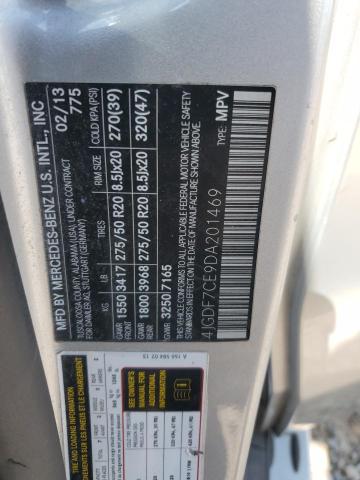 MFD BY MERCEDES-BENZ U.S. INTL., INC
TUSCALOOSA COUNTY, ALABAMA (USA) UNDER CONTRACT 02/13
FOR DAIMLER AG, STUTTGART (GERMANY) 775
KG LB TIRES RIM SIZE COLD KPA(PSI)
GAWR FRONT 1550 3417 275/50 R20 8.5Jx20 270(39)
GAWR REAR 1800 3968 275/50 R20 8.5Jx20 320(47)
GVWR 3250 7165
THIS VEHICLE CONFORMS TO ALL APPLICABLE FEDERAL MOTOR VEHICLE SAFETY
STANDARDS IN EFFECT ON THE DATE OF MANUFACTURE SHOWN ABOVE.
4JGDF7CE9DA201469 TYPE: MPV
TIRE AND LOADING INFORMATION
SEE OWNER'S MANUAL FOR ADDITIONAL INFORMATION